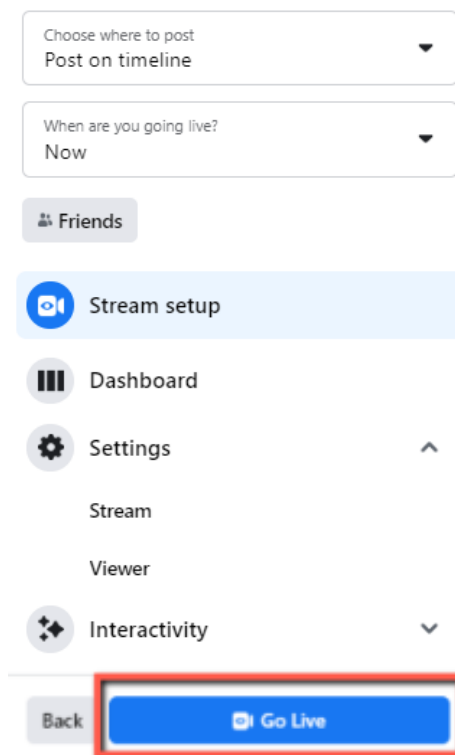 Choose where to post
Post on timeline
When are you going live?
Now
Friends
Stream setup
Dashboard
Settings
Stream
Viewer
Interactivity
Back
Go Live